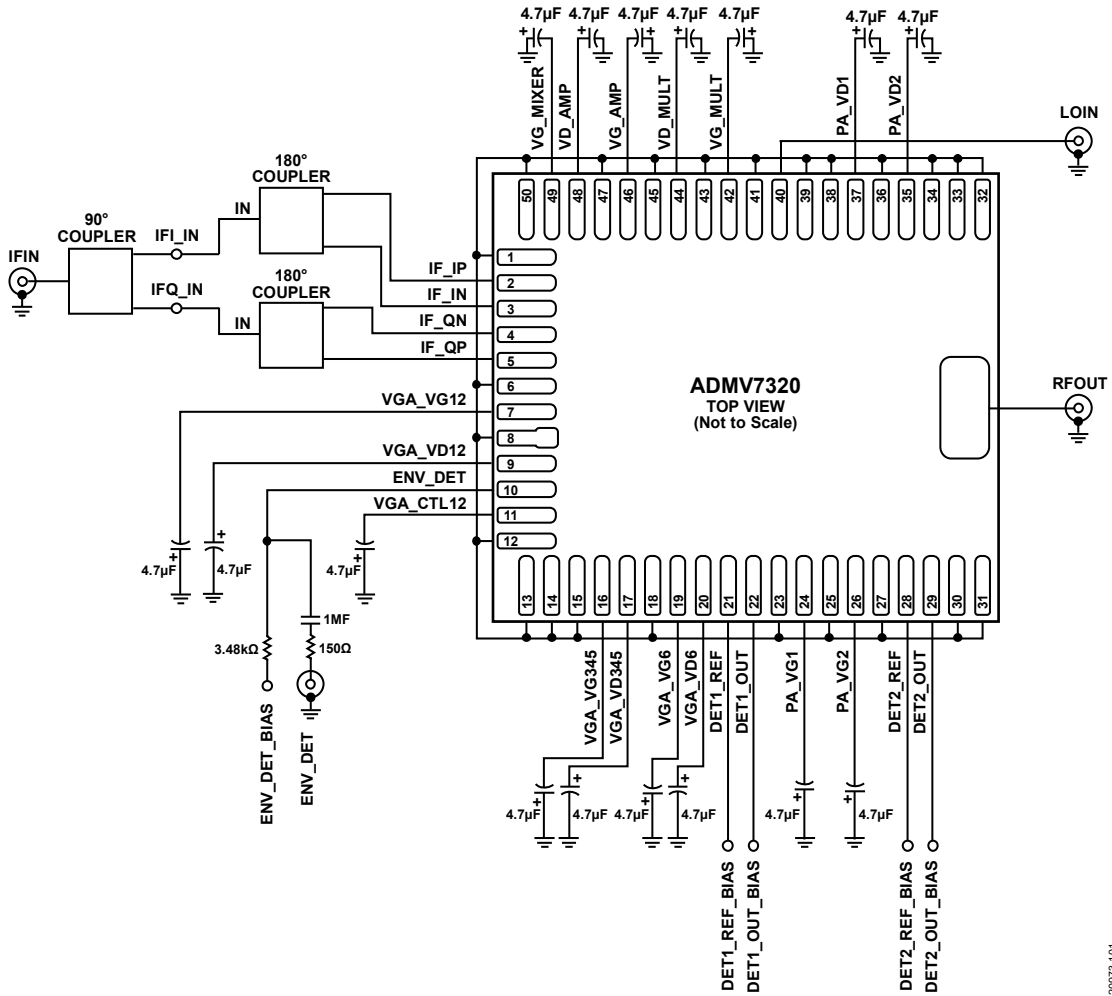 4.7µF 4.7µF 4.7µF 4.7µF 4.7µF 4.7µF 4.7µF
+ + + + + + +
VG_MIXER
VD_AMP
VG_AMP
VD_MULT
VG_MULT
PA_VD1
PA_VD2
LOIN
50 49 48 47 46 45 44 43 42 41 40 39 38 37 36 35 34 33 32
180°
COUPLER
IN
90°
COUPLER
IFI_IN
IFIN
IFQ_IN
180°
COUPLER
IN
IF_IP
IF_IN
IF_QN
IF_QP
VGA_VG12
VGA_VD12
ENV_DET
VGA_CTL12
1
2
3
4
5
6
7
8
9
10
11
12
ADMV7320
TOP VIEW
(Not to Scale)
RFOUT
+ + +
4.7µF 4.7µF 4.7µF
1MF
3.48kΩ
150Ω
ENV_DET_BIAS
ENV_DET
13 14 15 16 17 18 19 20 21 22 23 24 25 26 27 28 29 30 31
VGA_VG345
VGA_VD345
VGA_VG6
VGA_VD6
DET1_REF
DET1_OUT
PA_VG1
PA_VG2
DET2_REF
DET2_OUT
+ + + + + +
4.7µF 4.7µF 4.7µF 4.7µF 4.7µF 4.7µF
DET1_REF_BIAS
DET1_OUT_BIAS
DET2_REF_BIAS
DET2_OUT_BIAS